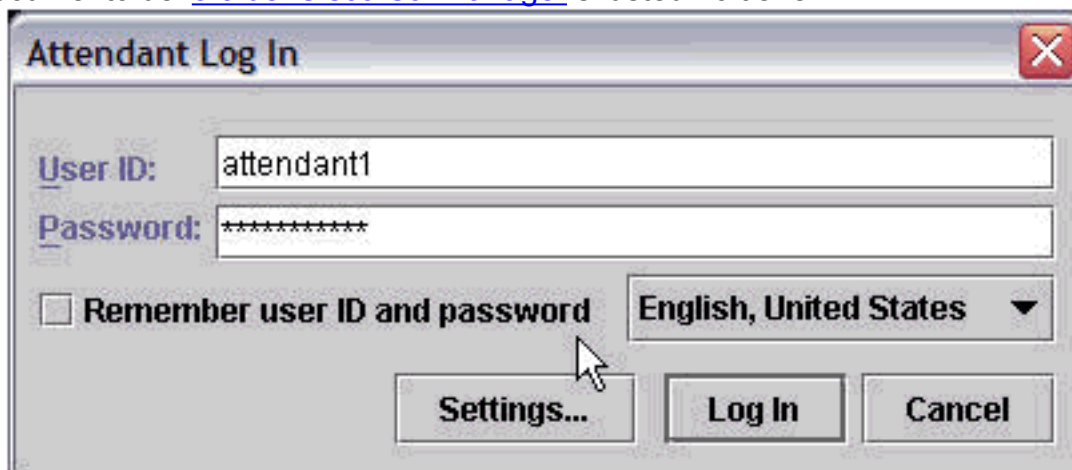 Attendant Log In
User ID: attendant1
Password: ***********
Remember user ID and password English, United States
Settings... Log In Cancel